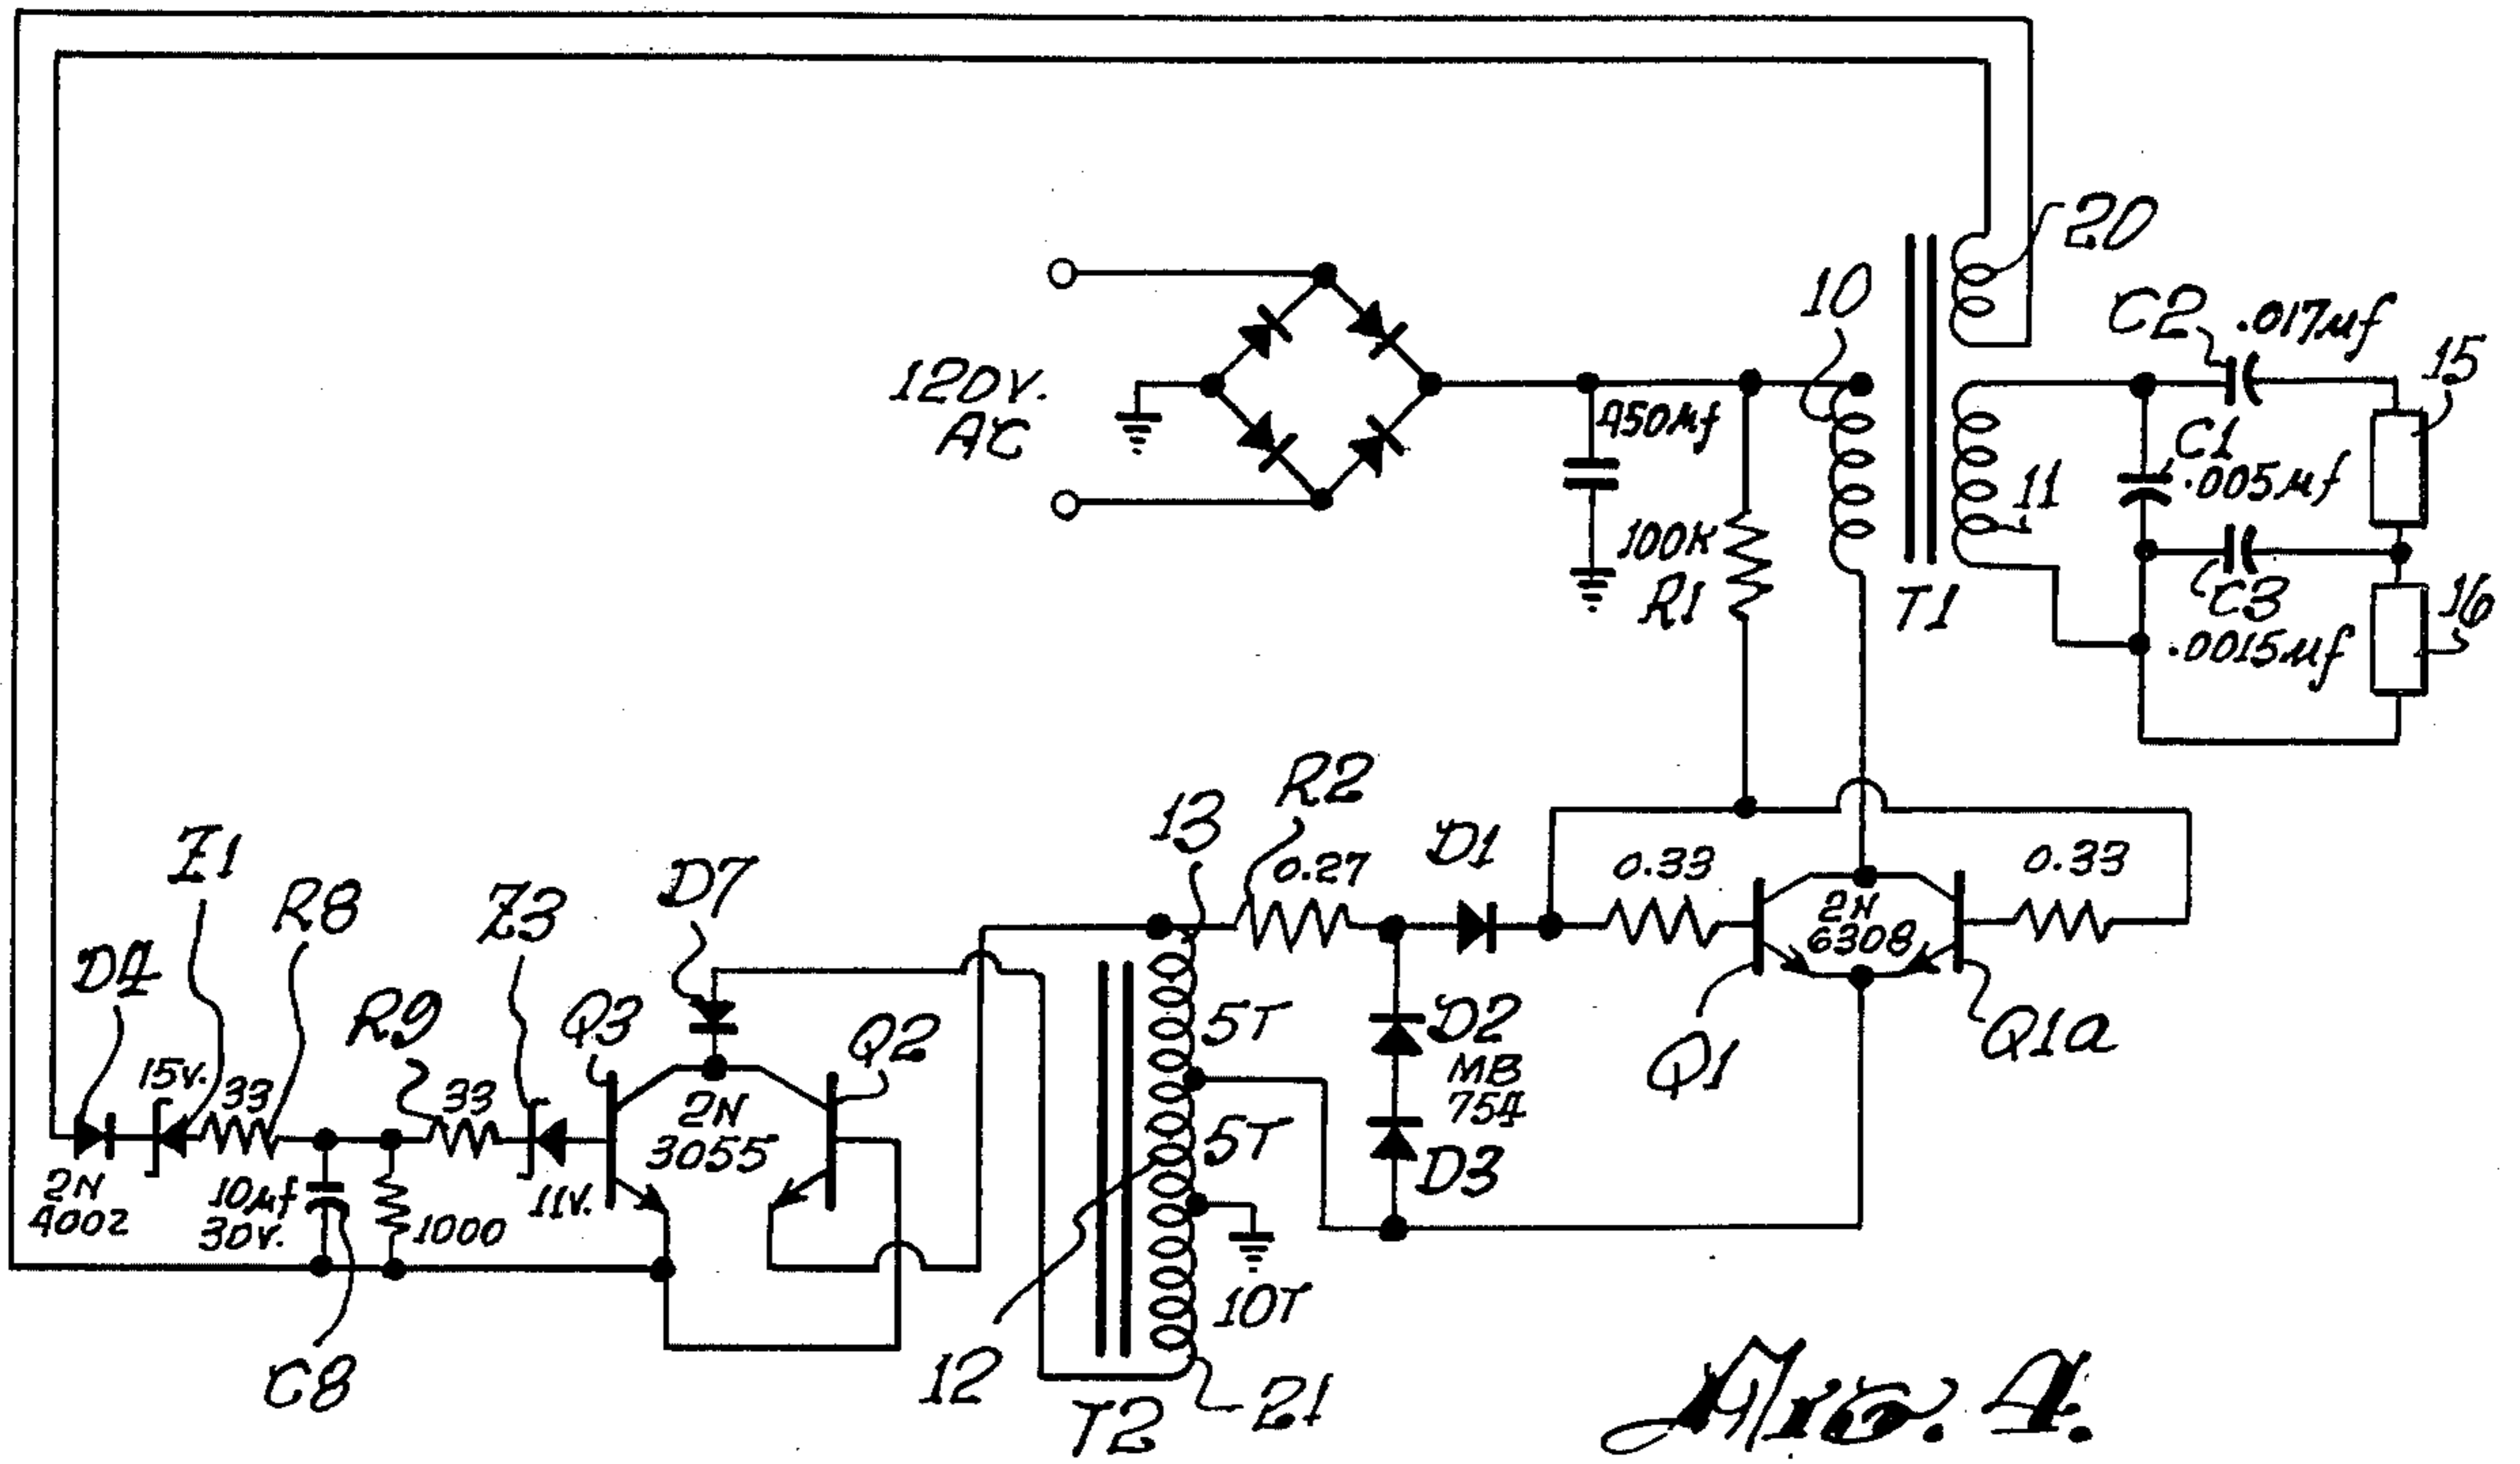 20
10
C2 .017µf
15
120V.
AC
450µf
C1
.005µf
11
100K
R1
T1
C3
.0015µf
16
R2
13
0.27
D1
0.33
0.33
Z1
R8
D7
Z3
2N
6308
D4
R9
Q3
Q2
5T
D2
MB
754
Q1
Q1a
15V.
33
33
2N
3055
5T
D3
2N
4002
10µf
30V.
1000
11V.
10T
12
C8
T2
21
Fig. 4.